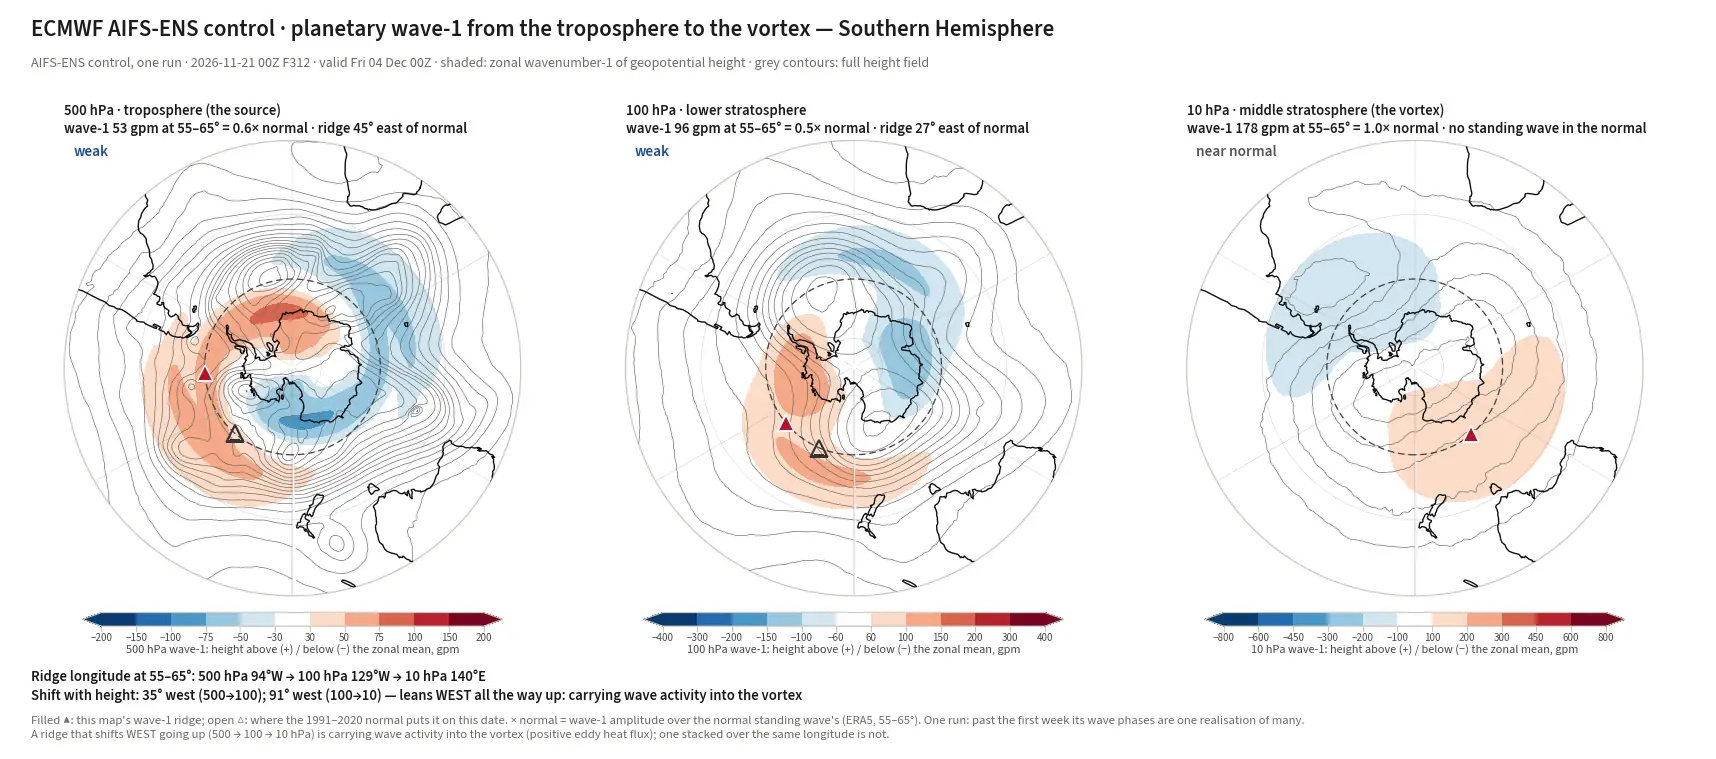 ECMWF AIFS-ENS control · planetary wave-1 from the troposphere to the vortex — Southern Hemisphere
AIFS-ENS control, one run · 2026-11-21 00Z F312 · valid Fri 04 Dec 00Z · shaded: zonal wavenumber-1 of geopotential height · grey contours: full height field
500 hPa · troposphere (the source)
wave-1 53 gpm at 55–65° = 0.6× normal · ridge 45° east of normal
weak
100 hPa · lower stratosphere
wave-1 96 gpm at 55–65° = 0.5× normal · ridge 27° east of normal
weak
10 hPa · middle stratosphere (the vortex)
wave-1 178 gpm at 55–65° = 1.0× normal · no standing wave in the normal
near normal
−200 −150 −100 −75 −50 −30 30 50 75 100 150 200
500 hPa wave-1: height above (+) / below (−) the zonal mean, gpm
−400 −300 −200 −150 −100 −60 60 100 150 200 300 400
100 hPa wave-1: height above (+) / below (−) the zonal mean, gpm
−800 −600 −450 −300 −200 −100 100 200 300 450 600 800
10 hPa wave-1: height above (+) / below (−) the zonal mean, gpm
Ridge longitude at 55–65°: 500 hPa 94°W → 100 hPa 129°W → 10 hPa 140°E
Shift with height: 35° west (500→100); 91° west (100→10) — leans WEST all the way up: carrying wave activity into the vortex
Filled ▲: this map's wave-1 ridge; open △: where the 1991–2020 normal puts it on this date. × normal = wave-1 amplitude over the normal standing wave's (ERA5, 55–65°). One run: past the first week its wave phases are one realisation of many.
A ridge that shifts WEST going up (500 → 100 → 10 hPa) is carrying wave activity into the vortex (positive eddy heat flux); one stacked over the same longitude is not.